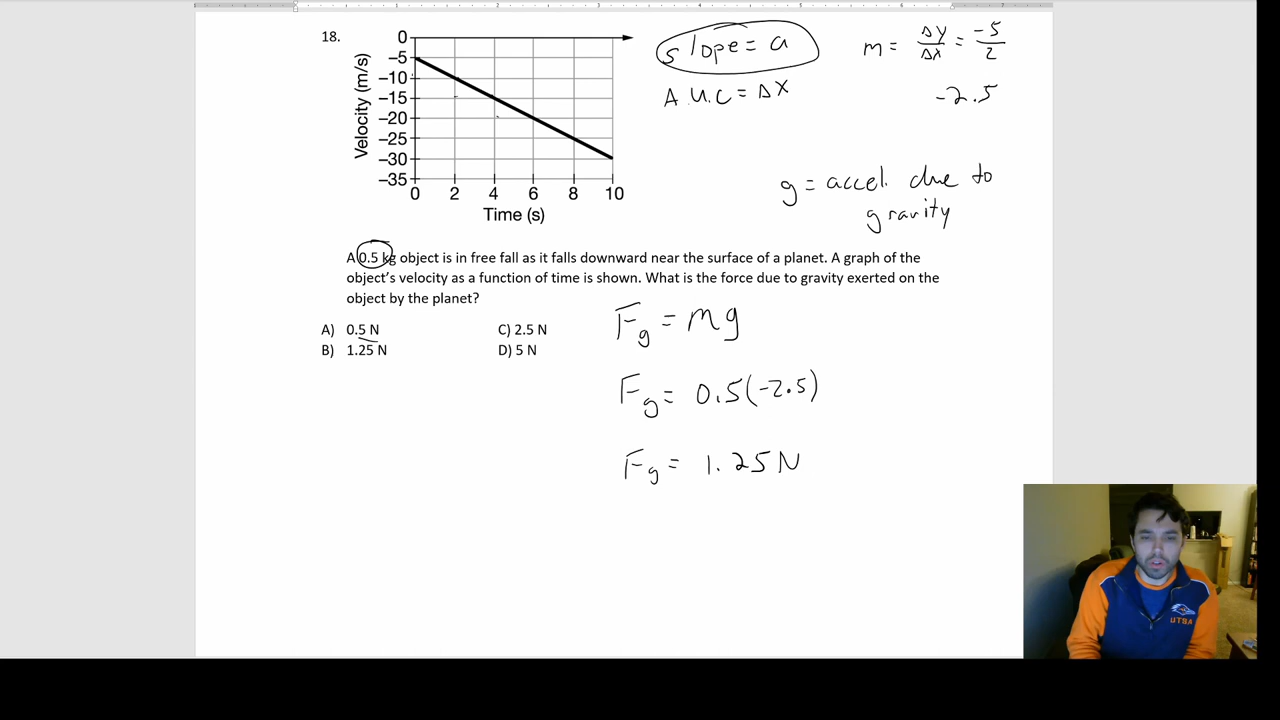 18.
0
−5
−10
−15
−20
−25
−30
−35
Velocity (m/s)
0 2 4 6 8 10
Time (s)
slope = a
A.U.C = Δx
m = Δy/Δx = -5/2
-2.5
g = accel. due to
gravity
A 0.5 kg object is in free fall as it falls downward near the surface of a planet. A graph of the
object's velocity as a function of time is shown. What is the force due to gravity exerted on the
object by the planet?
A) 0.5 N
B) 1.25 N
C) 2.5 N
D) 5 N
Fg = mg
Fg = 0.5(-2.5)
Fg = 1.25 N
UTSA